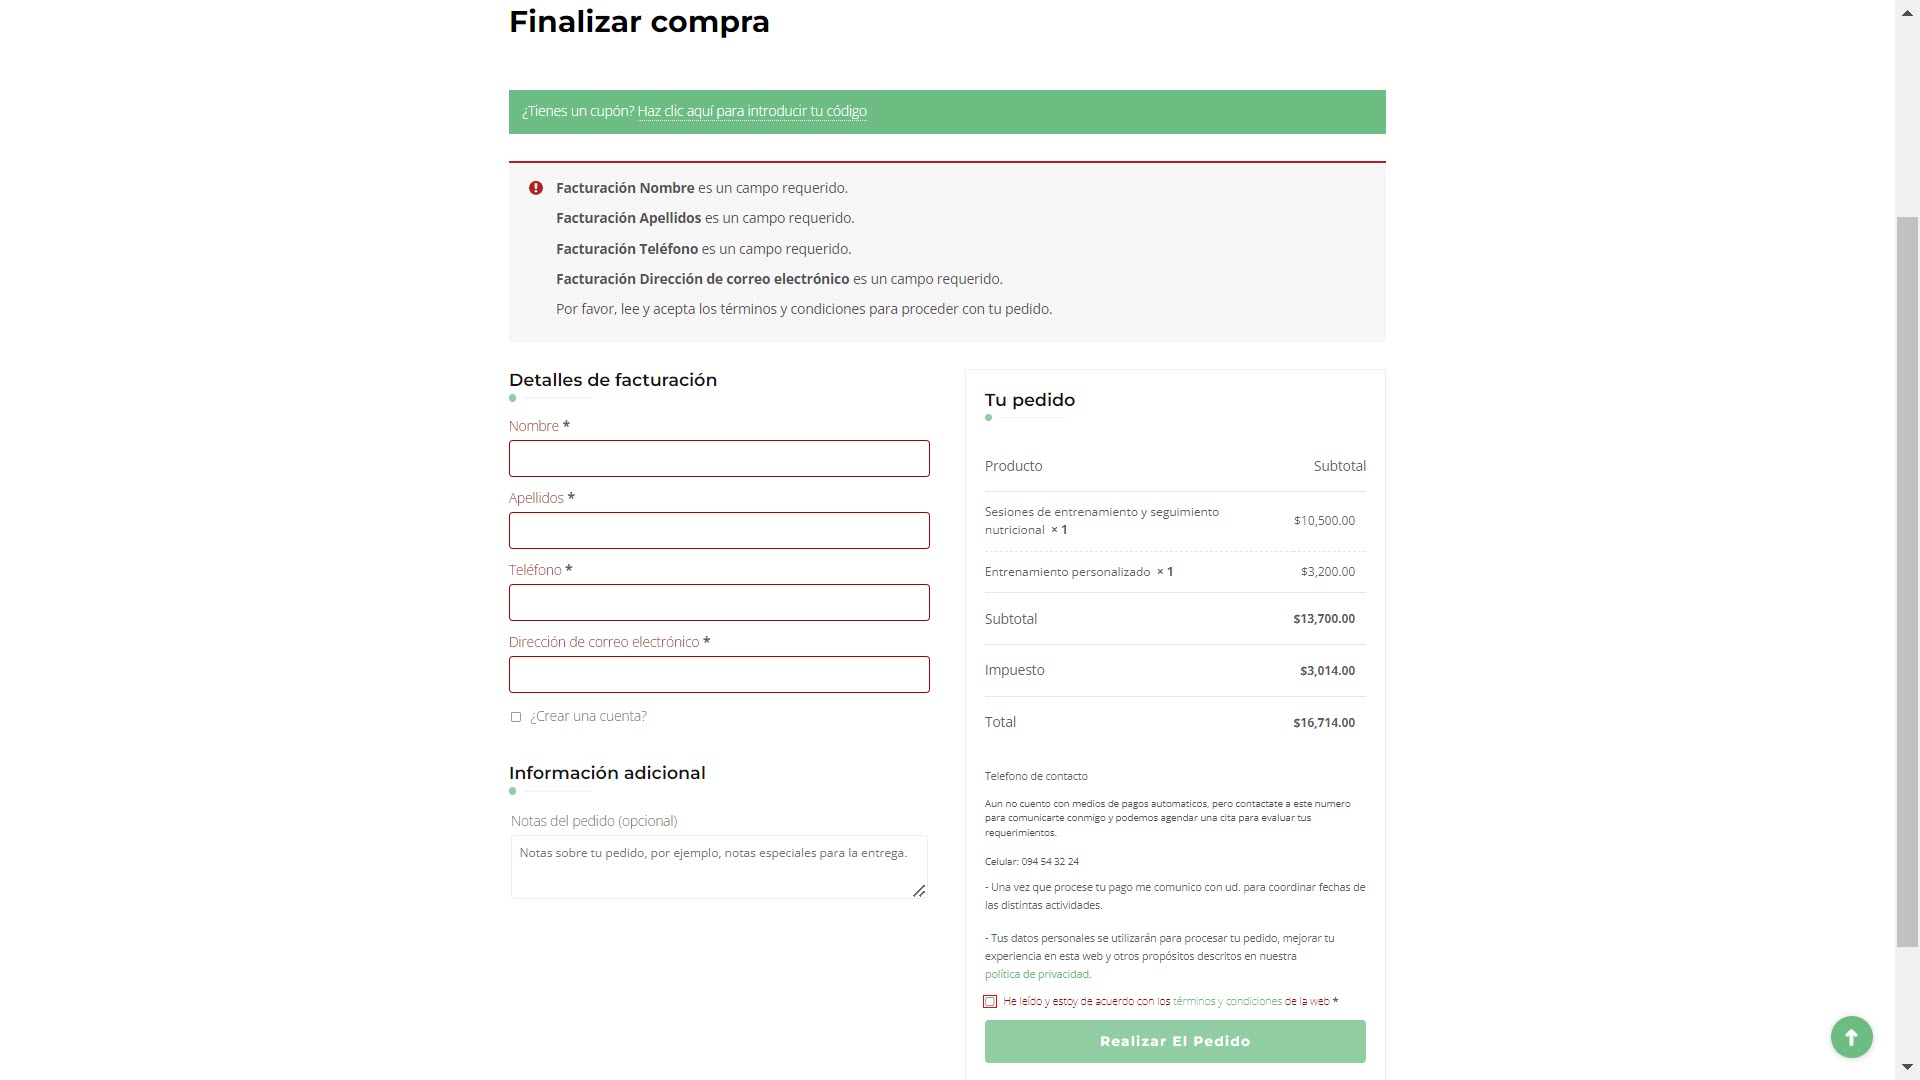 Finalizar compra
¿Tienes un cupón? Haz clic aquí para introducir tu código
Facturación Nombre es un campo requerido.
Facturación Apellidos es un campo requerido.
Facturación Teléfono es un campo requerido.
Facturación Dirección de correo electrónico es un campo requerido.
Por favor, lee y acepta los términos y condiciones para proceder con tu pedido.
Detalles de facturación
Nombre *
Apellidos *
Teléfono *
Dirección de correo electrónico *
¿Crear una cuenta?
Información adicional
Notas del pedido (opcional)
Notas sobre tu pedido, por ejemplo, notas especiales para la entrega.
Tu pedido
Producto Subtotal
Sesiones de entrenamiento y seguimiento
nutricional × 1 $10,500.00
Entrenamiento personalizado × 1 $3,200.00
Subtotal $13,700.00
Impuesto $3,014.00
Total $16,714.00
Telefono de contacto
Aun no cuento con medios de pagos automaticos, pero contactate a este numero
para comunicarte conmigo y podemos agendar una cita para evaluar tus
requerimientos.
Celular: 094 54 32 24
- Una vez que procese tu pago me comunico con ud. para coordinar fechas de
las distintas actividades.
- Tus datos personales se utilizarán para procesar tu pedido, mejorar tu
experiencia en esta web y otros propósitos descritos en nuestra
política de privacidad.
He leído y estoy de acuerdo con los términos y condiciones de la web *
Realizar El Pedido